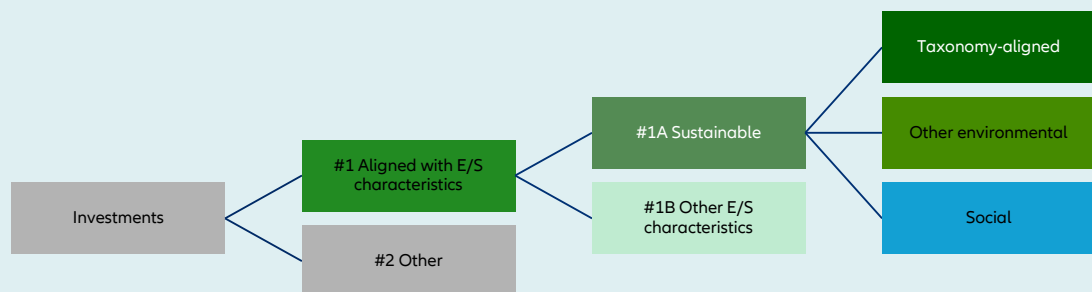 Investments
#1 Aligned with E/S
characteristics
#2 Other
#1A Sustainable
#1B Other E/S
characteristics
Taxonomy-aligned
Other environmental
Social